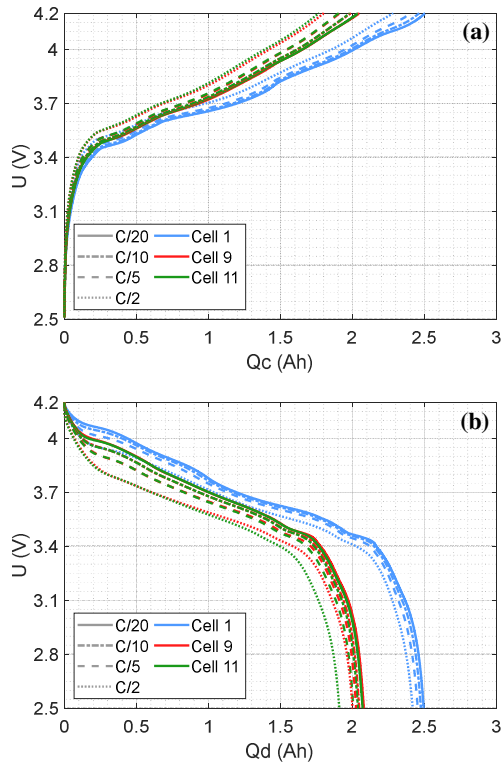 4.2
(a)
4
3.7
3.4
U (V)
3.1
C/20 Cell 1
C/10 Cell 9
C/5 Cell 11
C/2
2.8
2.5
0 0.5 1 1.5 2 2.5 3
Qc (Ah)
4.2
(b)
4
3.7
3.4
U (V)
3.1
C/20 Cell 1
C/10 Cell 9
C/5 Cell 11
C/2
2.8
2.5
0 0.5 1 1.5 2 2.5 3
Qd (Ah)